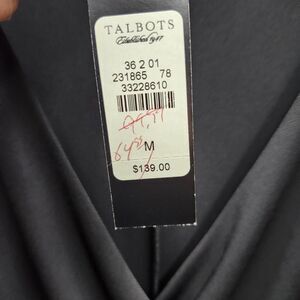 TALBOTS
Established 1947
36 2 01
231865 78
33228610
M
$139.00